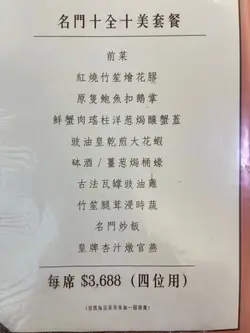 名門十全十美套餐
前菜
紅燒竹笙燴花膠
原隻鮑魚扣鵝掌
鮮蟹肉瑤柱洋葱焗釀蟹蓋
豉油皇乾煎大花蝦
砵酒/薑葱焗桶蠔
古法瓦罉豉油雞
竹笙腿茸浸時蔬
名門炒飯
皇牌杏汁燉官燕
每席 $3,688 (四位用)